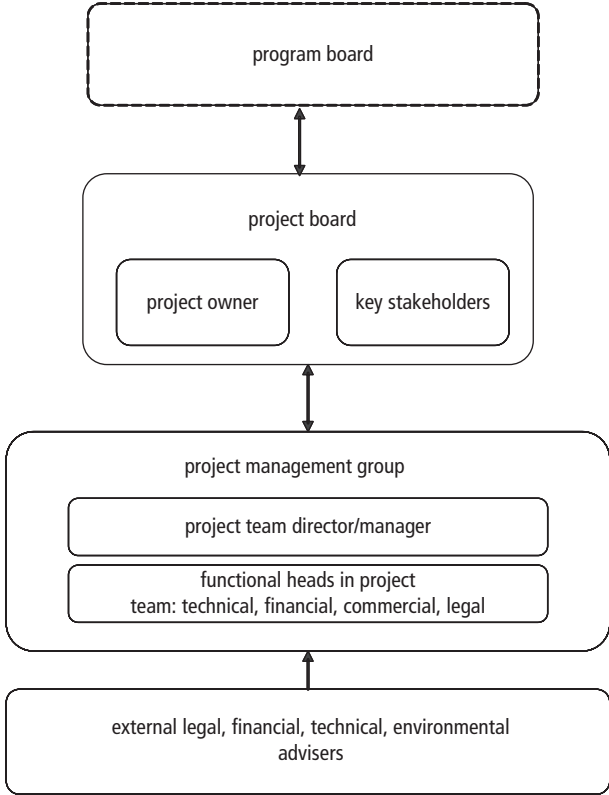 program board
project board
project owner
key stakeholders
project management group
project team director/manager
functional heads in project
team: technical, financial, commercial, legal
external legal, financial, technical, environmental
advisers